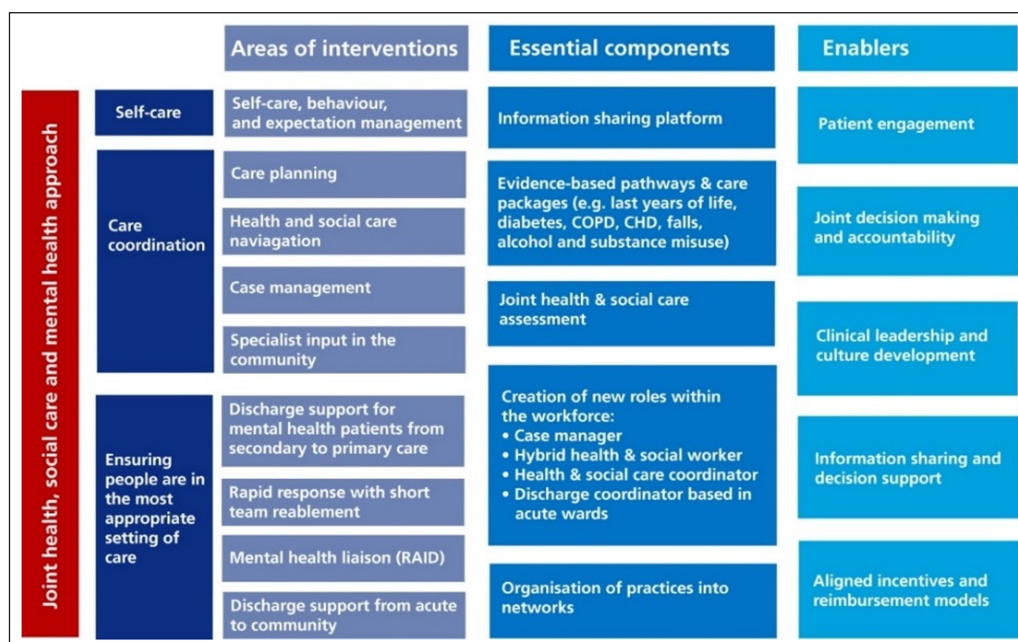 Areas of interventions
Essential components
Enablers
Joint health, social care and mental health approach
Self-care
Self-care, behaviour,
and expectation management
Care
coordination
Care planning
Health and social care
naviagation
Case management
Specialist input in the
community
Ensuring
people are in
the most
appropriate
setting of
care
Discharge support for
mental health patients from
secondary to primary care
Rapid response with short
team reablement
Mental health liaison (RAID)
Discharge support from acute
to community
Information sharing platform
Evidence-based pathways & care
packages (e.g. last years of life,
diabetes, COPD, CHD, falls,
alcohol and substance misuse)
Joint health & social care
assessment
Creation of new roles within
the workforce:
• Case manager
• Hybrid health & social worker
• Health & social care coordinator
• Discharge coordinator based in
acute wards
Organisation of practices into
networks
Patient engagement
Joint decision making
and accountability
Clinical leadership and
culture development
Information sharing and
decision support
Aligned incentives and
reimbursement models